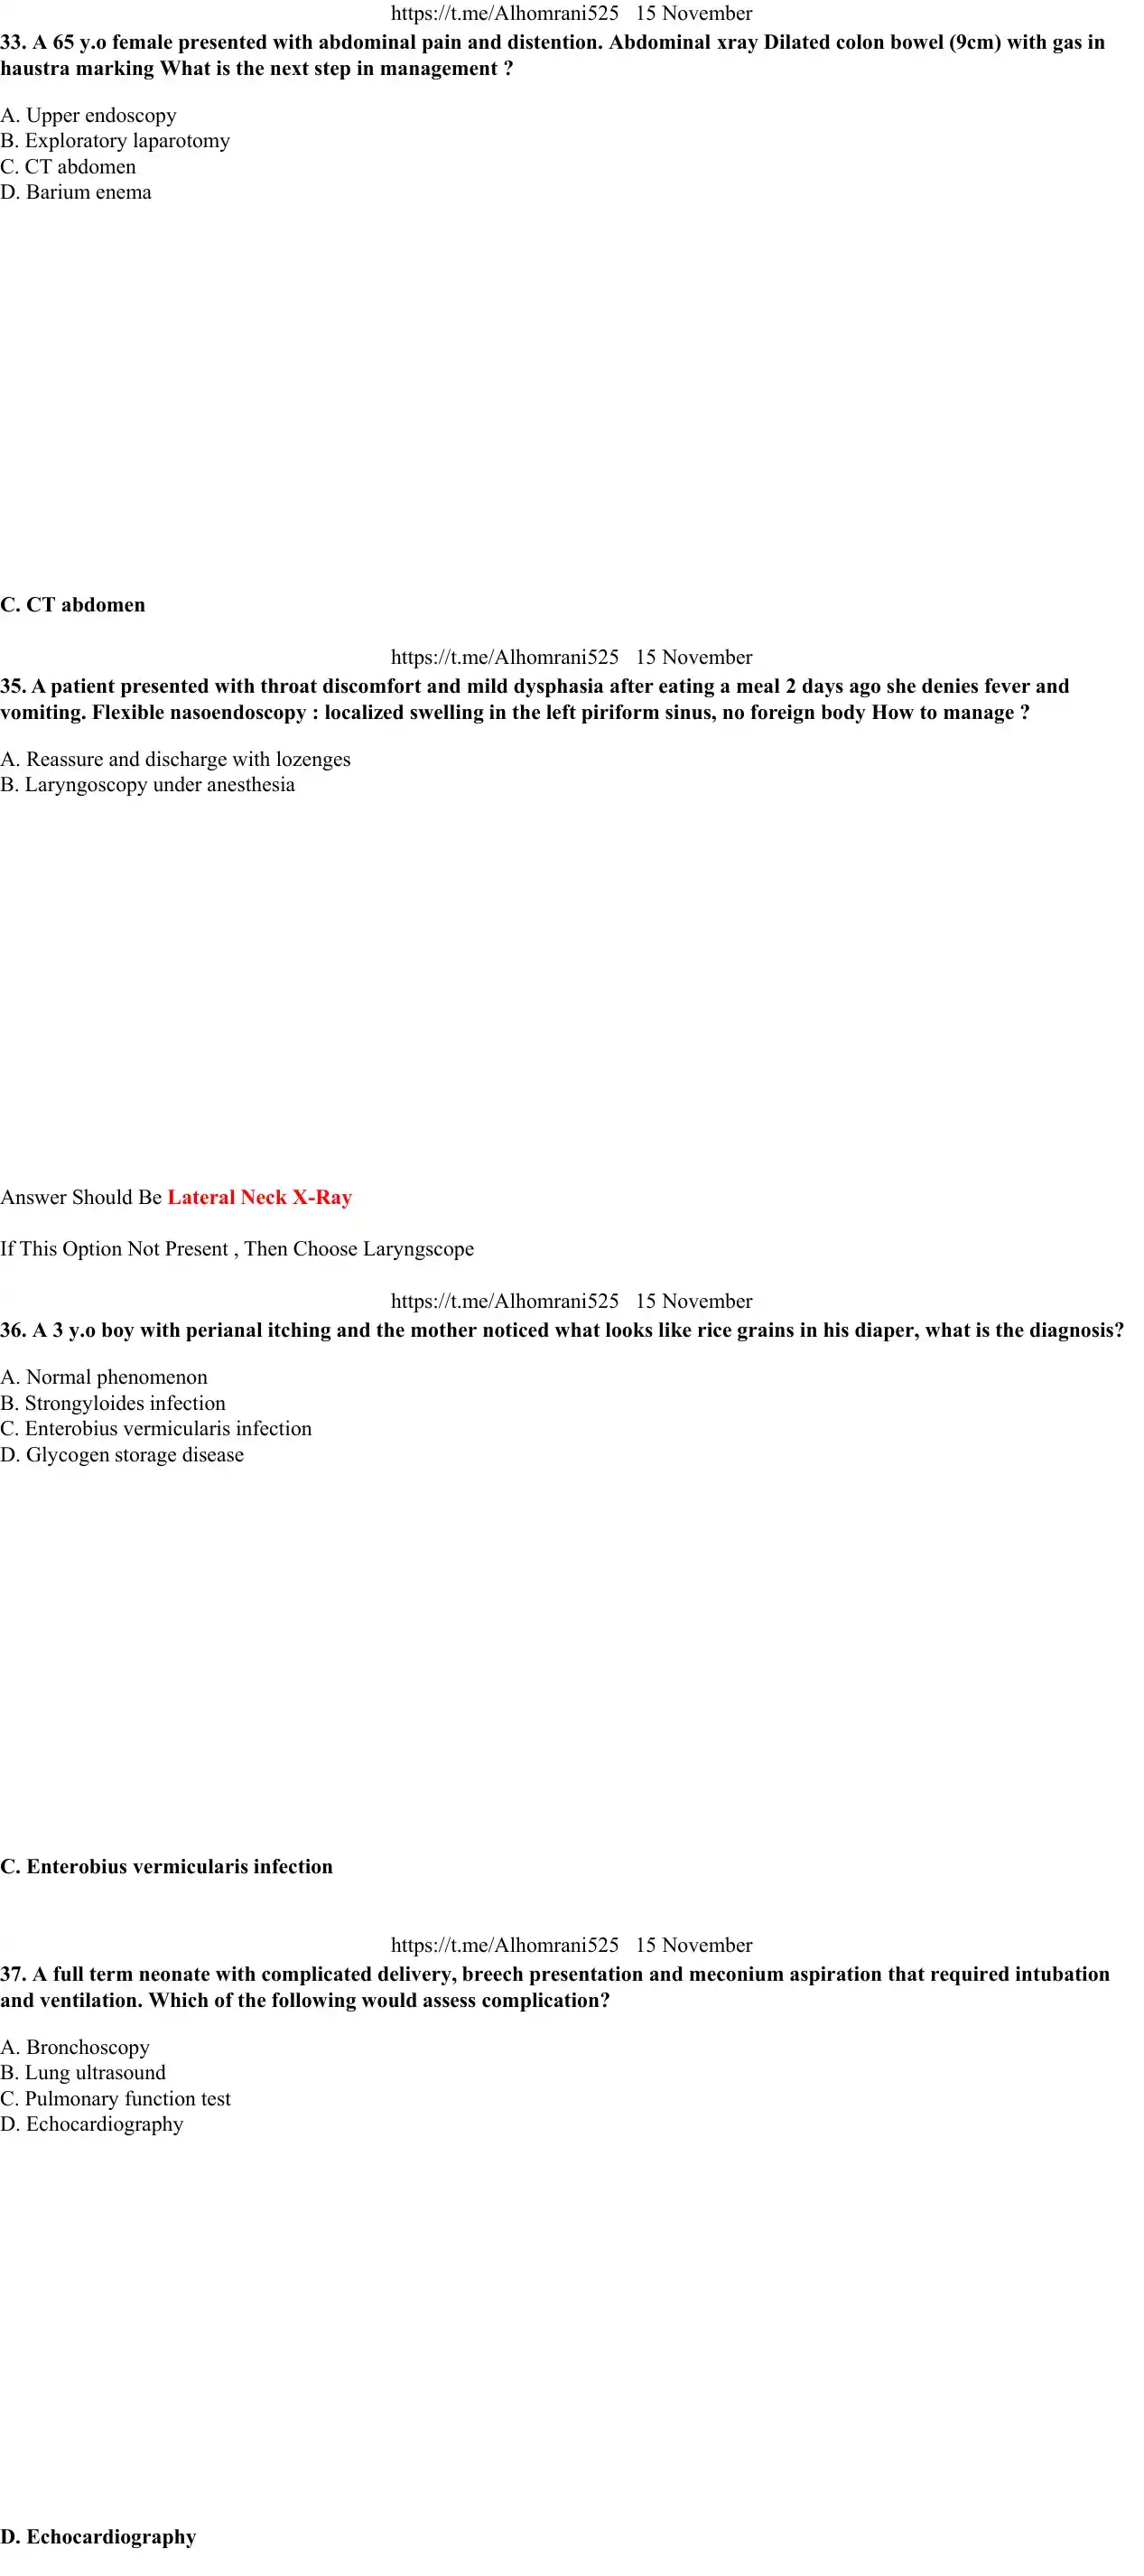 https://t.me/Alhomrani525 15 November
33. A 65 y.o female presented with abdominal pain and distention. Abdominal xray Dilated colon bowel (9cm) with gas in
haustra marking What is the next step in management ?
A. Upper endoscopy
B. Exploratory laparotomy
C. CT abdomen
D. Barium enema
C. CT abdomen
https://t.me/Alhomrani525 15 November
35. A patient presented with throat discomfort and mild dysphasia after eating a meal 2 days ago she denies fever and
vomiting. Flexible nasoendoscopy : localized swelling in the left piriform sinus, no foreign body How to manage ?
A. Reassure and discharge with lozenges
B. Laryngoscopy under anesthesia
Answer Should Be Lateral Neck X-Ray
If This Option Not Present , Then Choose Laryngscope
https://t.me/Alhomrani525 15 November
36. A 3 y.o boy with perianal itching and the mother noticed what looks like rice grains in his diaper, what is the diagnosis?
A. Normal phenomenon
B. Strongyloides infection
C. Enterobius vermicularis infection
D. Glycogen storage disease
C. Enterobius vermicularis infection
https://t.me/Alhomrani525 15 November
37. A full term neonate with complicated delivery, breech presentation and meconium aspiration that required intubation
and ventilation. Which of the following would assess complication?
A. Bronchoscopy
B. Lung ultrasound
C. Pulmonary function test
D. Echocardiography
D. Echocardiography